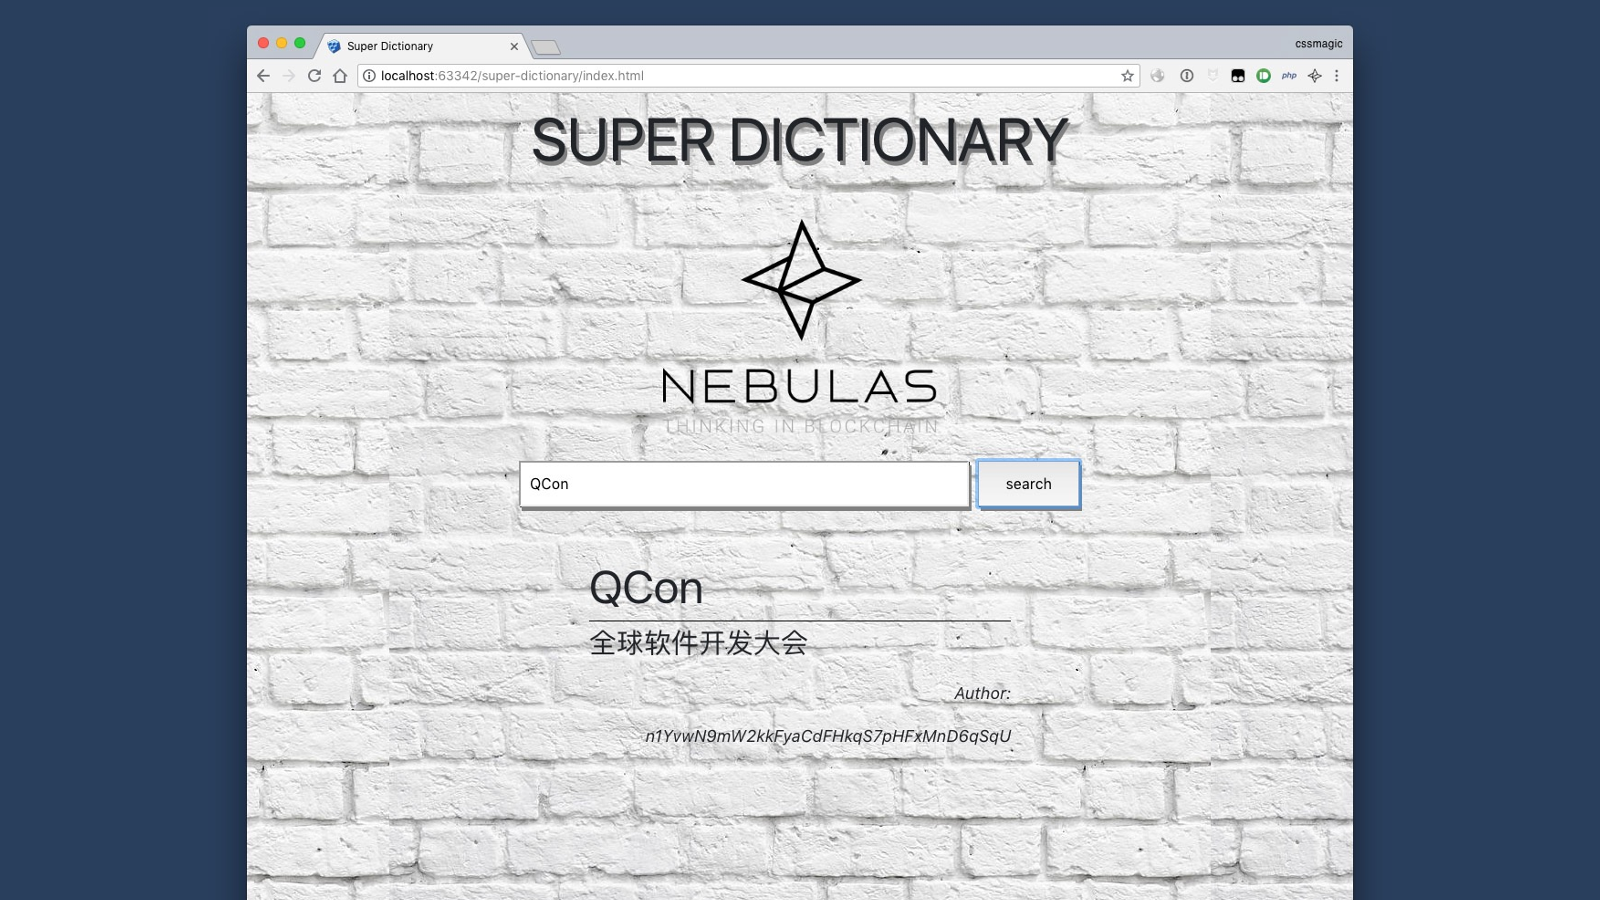 Super Dictionary
cssmagic
localhost:63342/super-dictionary/index.html
php
SUPER DICTIONARY
NEBULAS
THINKING IN BLOCKCHAIN
QCon
search
QCon
全球软件开发大会
Author:
n1YvwN9mW2kkFyaCdFHkqS7pHFxMnD6qSqU